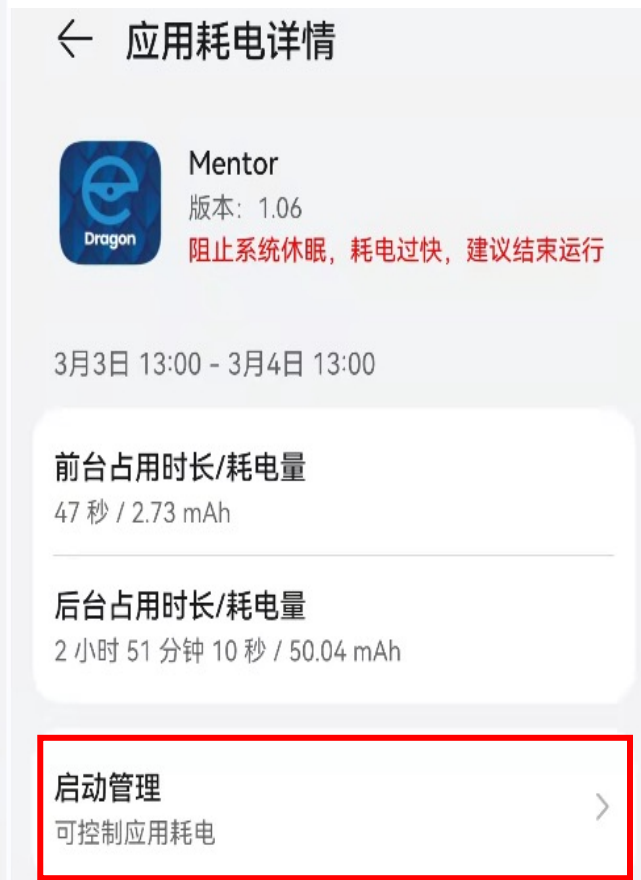 应用耗电详情
Mentor
版本：1.06
Dragon
阻止系统休眠，耗电过快，建议结束运行
3月3日 13:00 - 3月4日 13:00
前台占用时长/耗电量
47 秒 / 2.73 mAh
后台占用时长/耗电量
2 小时 51 分钟 10 秒 / 50.04 mAh
启动管理
可控制应用耗电